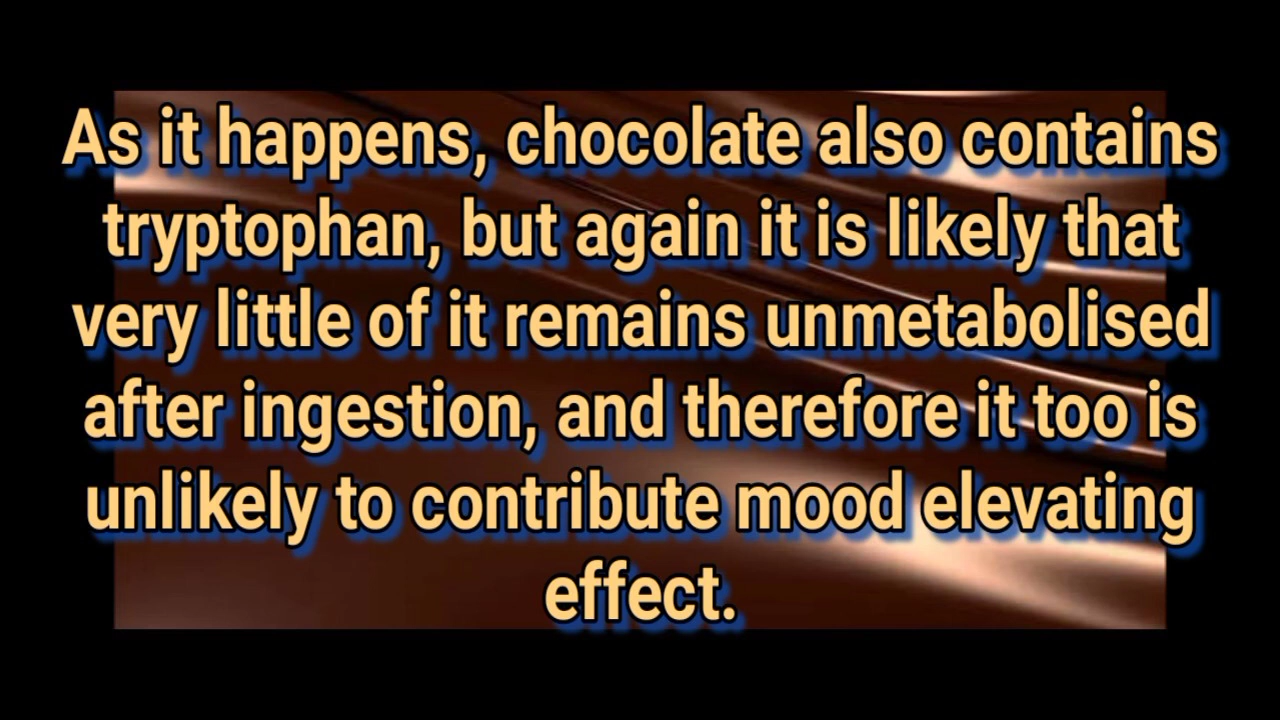 As it happens, chocolate also contains
tryptophan, but again it is likely that
very little of it remains unmetabolised
after ingestion, and therefore it too is
unlikely to contribute mood elevating
effect.